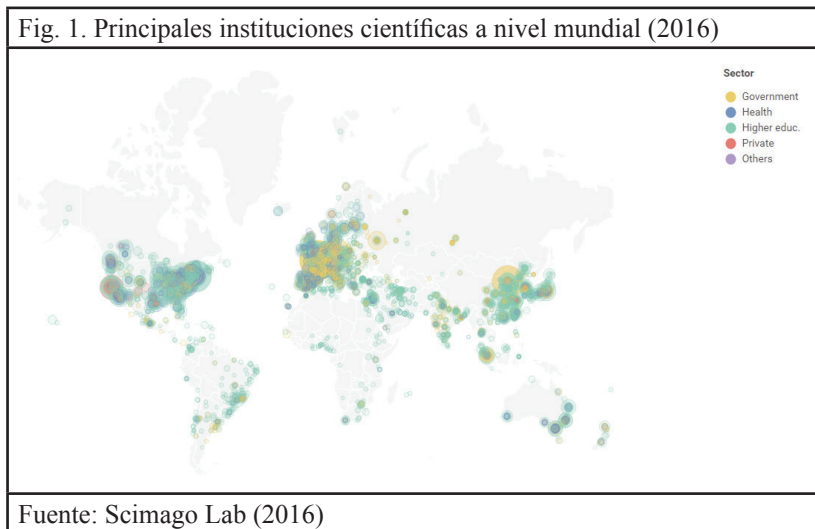 Fig. 1. Principales instituciones científicas a nivel mundial (2016)
Sector
Government
Health
Higher educ.
Private
Others
Fuente: Scimago Lab (2016)